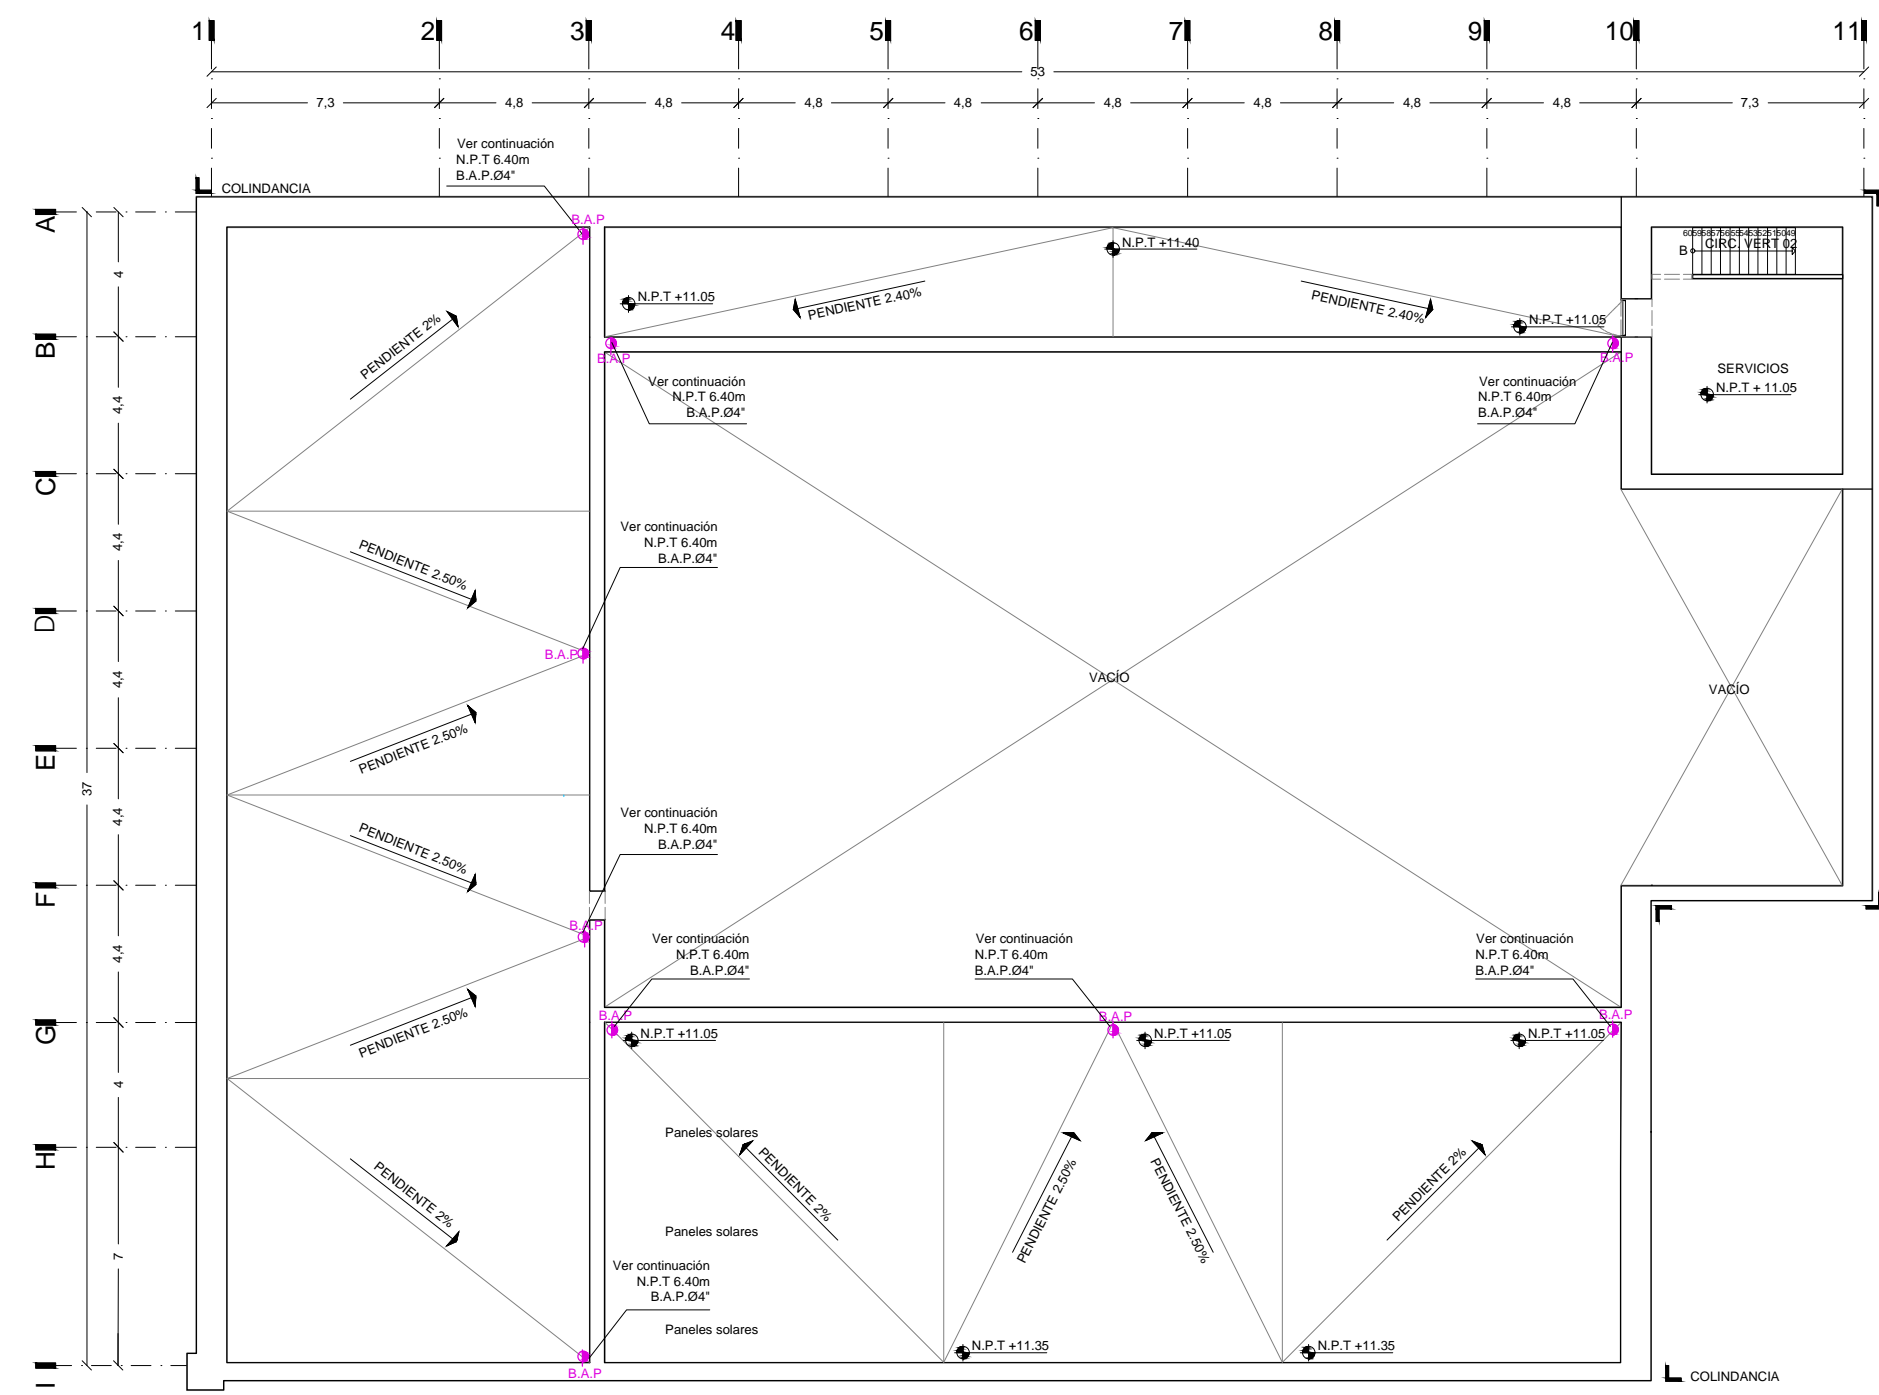 1 2 3 4 5 6 7 8 9 10 11
53
7,3 4,8 4,8 4,8 4,8 4,8 4,8 4,8 4,8 7,3
Ver continuación
N.P.T 6.40m
B.A.P.Ø4"
COLINDANCIA
A
B.A.P
N.P.T +11.40
605958575655545352515049
B CIRC. VERT 02
4
N.P.T +11.05
PENDIENTE 2.40%
PENDIENTE 2.40%
N.P.T +11.05
PENDIENTE 2%
B
B.A.P
B.A.P
SERVICIOS
N.P.T + 11.05
Ver continuación
N.P.T 6.40m
B.A.P.Ø4"
Ver continuación
N.P.T 6.40m
B.A.P.Ø4"
4,4
C
Ver continuación
N.P.T 6.40m
B.A.P.Ø4"
4,4
PENDIENTE 2.50%
D
B.A.P
4,4
VACÍO
VACÍO
PENDIENTE 2.50%
E
37
4,4
Ver continuación
N.P.T 6.40m
B.A.P.Ø4"
PENDIENTE 2.50%
F
B.A.P
4,4
Ver continuación
N.P.T 6.40m
B.A.P.Ø4"
Ver continuación
N.P.T 6.40m
B.A.P.Ø4"
Ver continuación
N.P.T 6.40m
B.A.P.Ø4"
PENDIENTE 2.50%
G
B.A.P
B.A.P
B.A.P
N.P.T +11.05
N.P.T +11.05
N.P.T +11.05
4
Paneles solares
H
PENDIENTE 2%
PENDIENTE 2%
PENDIENTE 2.50%
PENDIENTE 2.50%
PENDIENTE 2%
Paneles solares
7
Ver continuación
N.P.T 6.40m
B.A.P.Ø4"
Paneles solares
N.P.T +11.35
N.P.T +11.35
B.A.P
I
COLINDANCIA